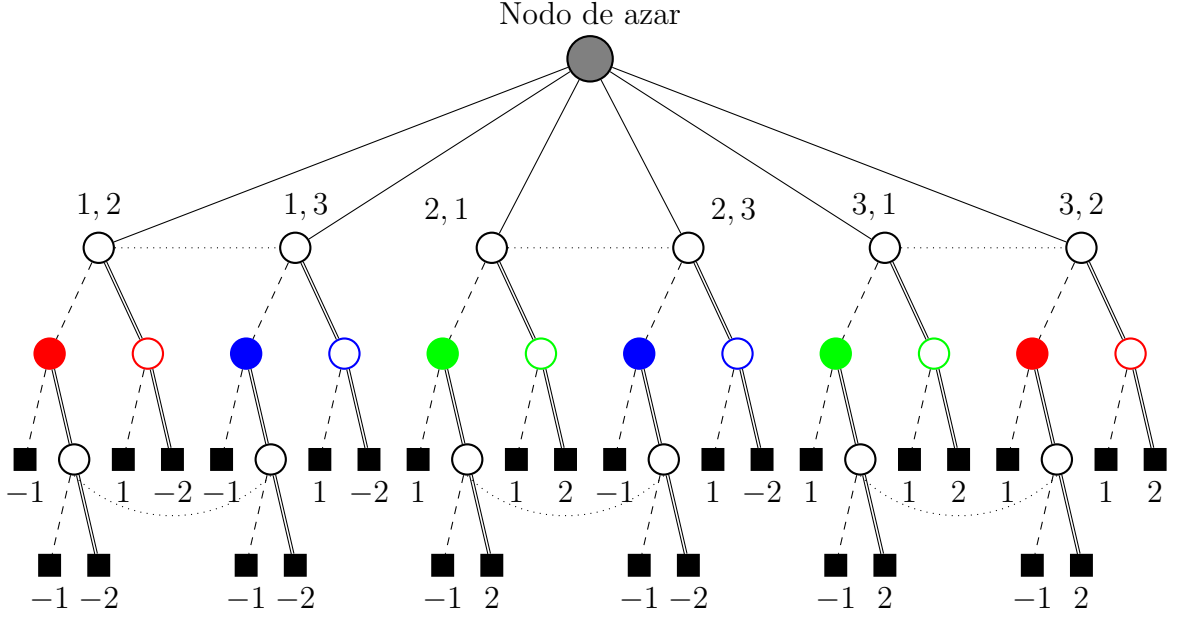 Nodo de azar
1, 2 1, 3 2, 1 2, 3 3, 1 3, 2
−1 1 −2 −1 1 −2 1 1 2 −1 1 −2 1 1 2 1 1 2
−1 −2 −1 −2 −1 2 −1 −2 −1 2 −1 2